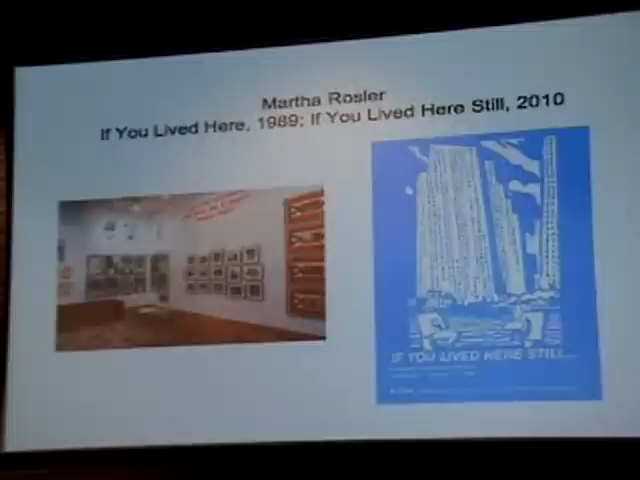 Martha Rosler
If You Lived Here, 1989; If You Lived Here Still, 2010
IF YOU LIVED HERE STILL...